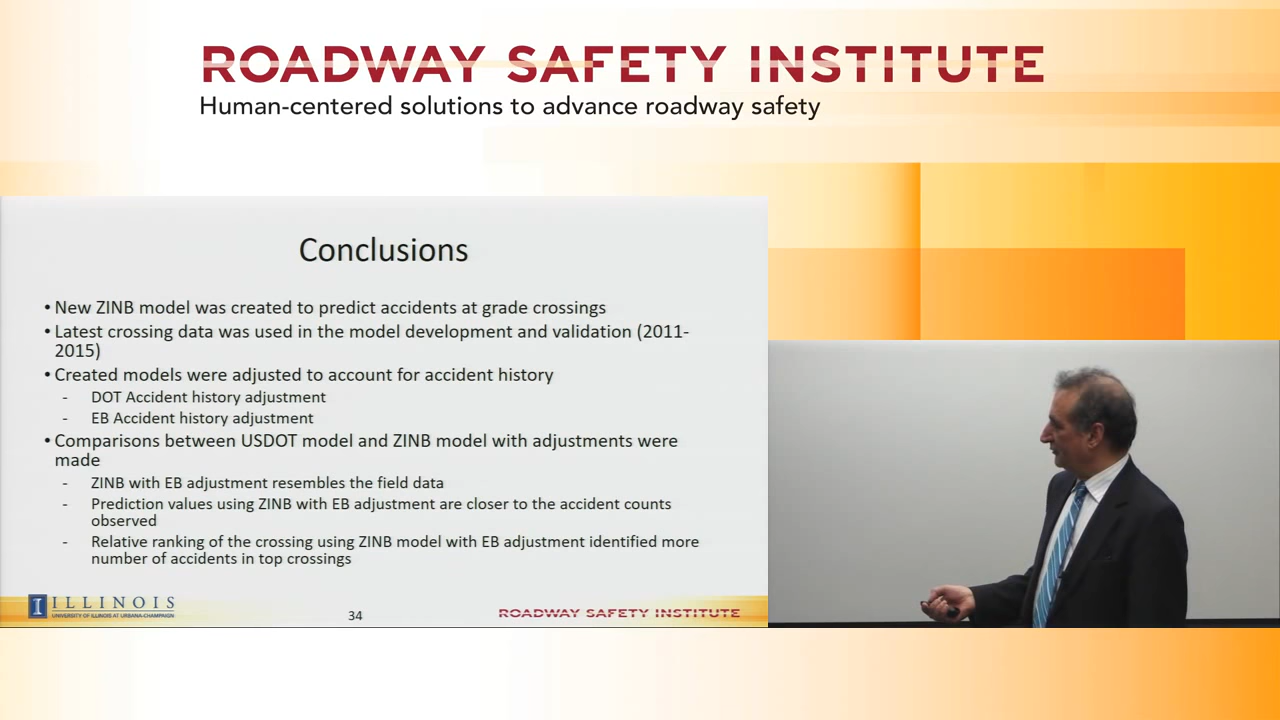 ROADWAY SAFETY INSTITUTE
Human-centered solutions to advance roadway safety
Conclusions
• New ZINB model was created to predict accidents at grade crossings
• Latest crossing data was used in the model development and validation (2011-
2015)
• Created models were adjusted to account for accident history
- DOT Accident history adjustment
- EB Accident history adjustment
• Comparisons between USDOT model and ZINB model with adjustments were
made
- ZINB with EB adjustment resembles the field data
- Prediction values using ZINB with EB adjustment are closer to the accident counts
observed
- Relative ranking of the crossing using ZINB model with EB adjustment identified more
number of accidents in top crossings
I ILLINOIS
UNIVERSITY OF ILLINOIS AT URBANA-CHAMPAIGN
34
ROADWAY SAFETY INSTITUTE